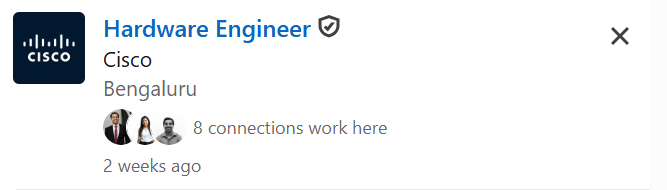 Hardware Engineer
CISCO
Cisco
Bengaluru
8 connections work here
2 weeks ago